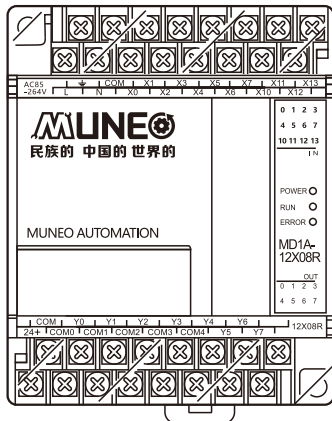 AC85
-264V
⏚ COM X1 X3 X5 X7 X11 X13
L N X0 X2 X4 X6 X10 X12
MUNEO
民族的 中国的 世界的
0 1 2 3
4 5 6 7
10 11 12 13
IN
POWER
RUN
ERROR
MUNEO AUTOMATION
MD1A-
12X08R
OUT
0 1 2 3
4 5 6 7
COM Y0 Y1 Y2 Y3 Y4 Y6
24+ COM0 COM1 COM2 COM3 COM4 Y5 Y7
12X08R